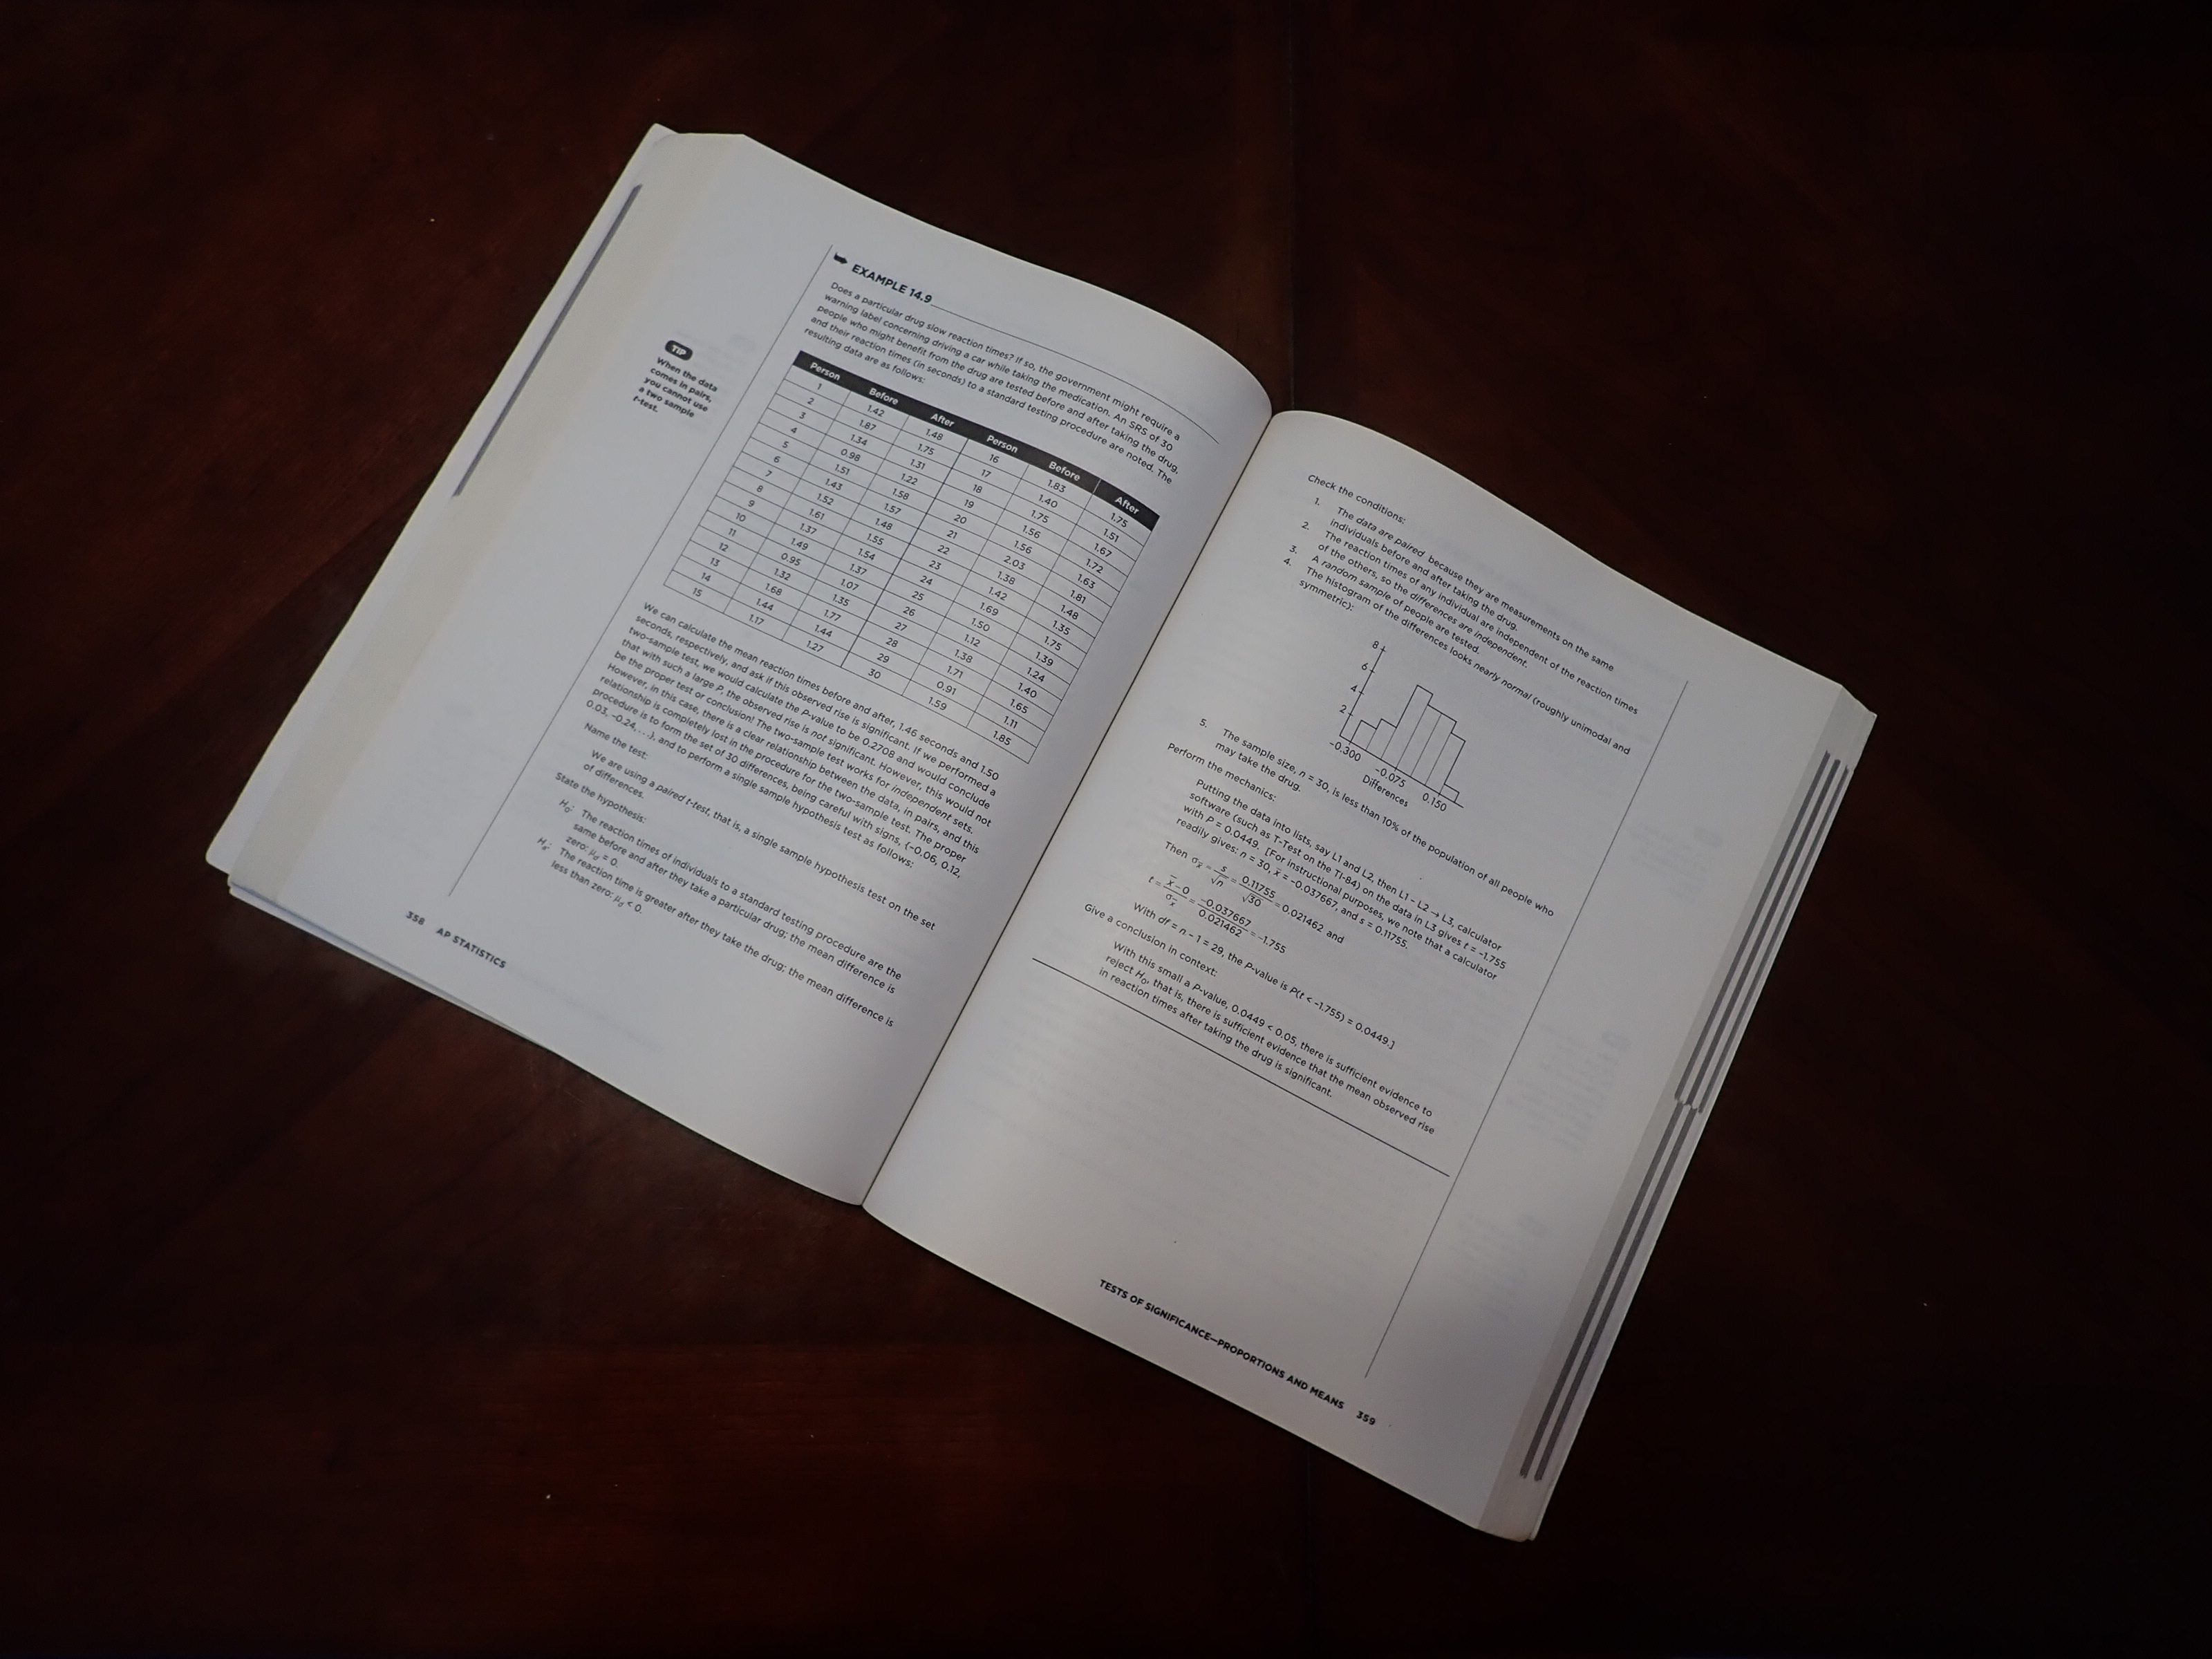 EXAMPLE 14.9
Does a particular drug slow reaction times? If so, the government might require a
warning label concerning driving a car while taking the medication. An SRS of 30
people who might benefit from the drug are tested before and after taking the drug,
and their reaction times (in seconds) to a standard testing procedure are noted. The
resulting data are as follows:
TIP
When the data
comes in pairs,
you cannot use
a two sample
t-test.
Person Before After Person Before After
1 1.42 1.48 16 1.83 1.75
2 1.87 1.75 17 1.40 1.51
3 1.34 1.31 18 1.75 1.67
4 0.98 1.22 19 1.56 1.72
5 1.51 1.58 20 1.56 1.63
6 1.43 1.57 21 2.03 1.81
7 1.52 1.48 22 1.38 1.48
8 1.61 1.55 23 1.42 1.35
9 1.37 1.54 24 1.69 1.75
10 1.49 1.37 25 1.50 1.39
11 0.95 1.07 26 1.12 1.24
12 1.32 1.35 27 1.38 1.40
13 1.68 1.77 28 1.71 1.65
14 1.44 1.44 29 0.91 1.11
15 1.17 1.27 30 1.59 1.85
We can calculate the mean reaction times before and after, 1.46 seconds and 1.50
seconds, respectively, and ask if this observed rise is significant. If we performed a
two-sample test, we would calculate the P-value to be 0.2708 and would conclude
that with such a large P, the observed rise is not significant. However, this would not
be the proper test or conclusion! The two-sample test works for independent sets.
However, in this case, there is a clear relationship between the data, in pairs, and this
relationship is completely lost in the procedure for the two-sample test. The proper
procedure is to form the set of 30 differences, being careful with signs, {-0.06, 0.12,
0.03, -0.24, . . .}, and to perform a single sample hypothesis test as follows:
Name the test:
We are using a paired t-test, that is, a single sample hypothesis test on the set
of differences.
State the hypothesis:
H₀: The reaction times of individuals to a standard testing procedure are the
same before and after they take a particular drug; the mean difference is
zero: μd = 0.
Hₐ: The reaction time is greater after they take the drug; the mean difference is
less than zero: μd < 0.
358 AP STATISTICS
Check the conditions:
1. The data are paired because they are measurements on the same
individuals before and after taking the drug.
2. The reaction times of any individual are independent of the reaction times
of the others, so the differences are independent.
3. A random sample of people are tested.
4. The histogram of the differences looks nearly normal (roughly unimodal and
symmetric):
8
6
4
2
-0.300 -0.075 0.150
Differences
5. The sample size, n = 30, is less than 10% of the population of all people who
may take the drug.
Perform the mechanics:
Putting the data into lists, say L1 and L2, then L1 - L2 → L3, calculator
software (such as T-Test on the TI-84) on the data in L3 gives t = -1.755
with P = 0.0449. [For instructional purposes, we note that a calculator
readily gives: n = 30, x̄ = -0.037667, and s = 0.11755.
Then σx̄ = s/√n = 0.11755/√30 = 0.021462 and
t = (x̄ - 0)/σx̄ = -0.037667/0.021462 = -1.755
With df = n - 1 = 29, the P-value is P(t < -1.755) = 0.0449.]
Give a conclusion in context:
With this small a P-value, 0.0449 < 0.05, there is sufficient evidence to
reject H₀, that is, there is sufficient evidence that the mean observed rise
in reaction times after taking the drug is significant.
TESTS OF SIGNIFICANCE—PROPORTIONS AND MEANS 359